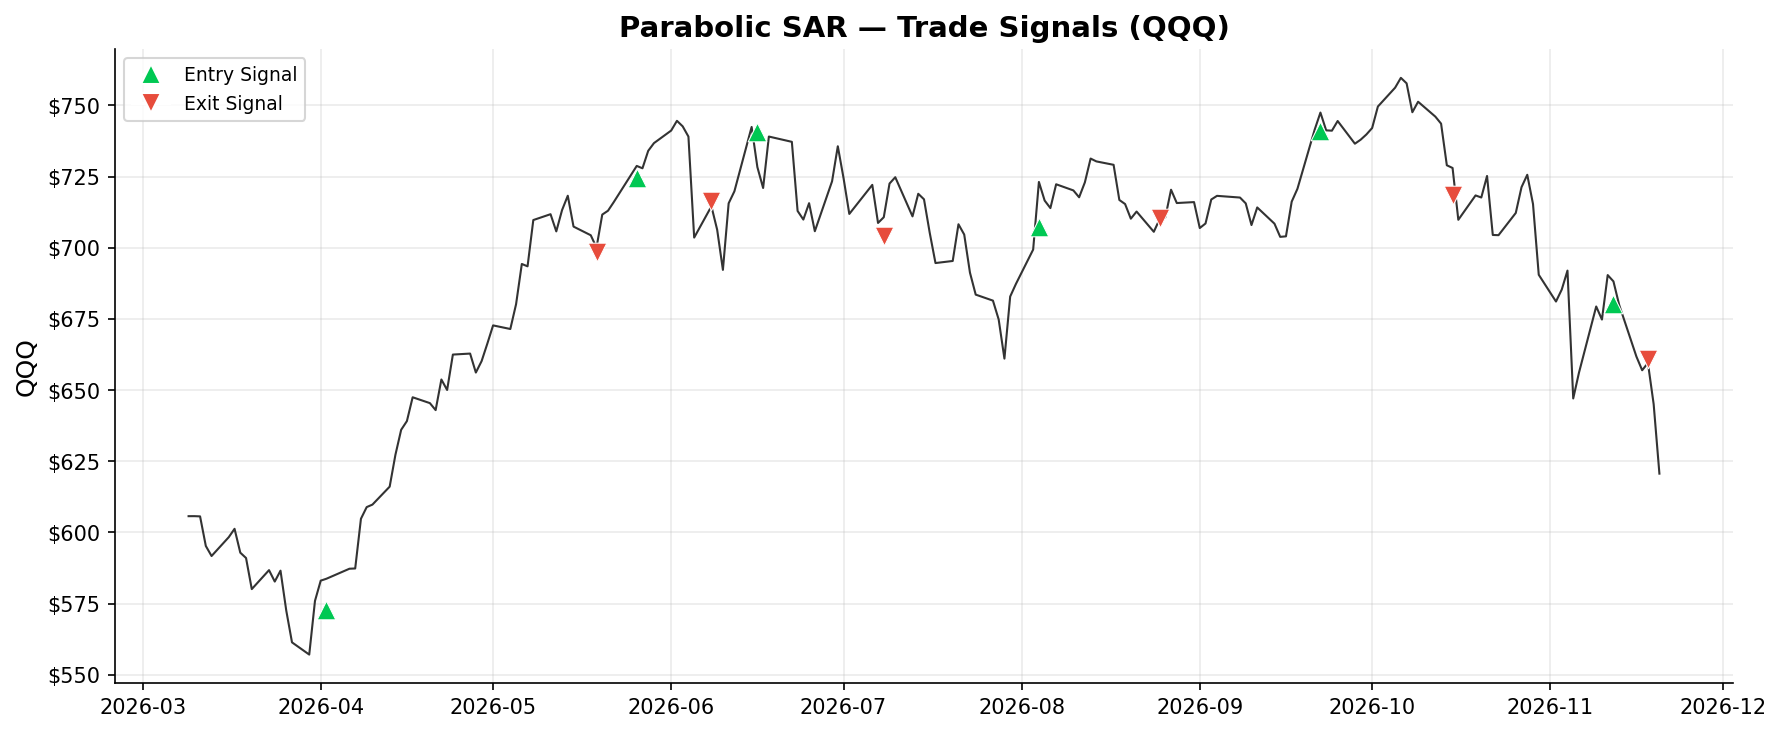 Parabolic SAR — Trade Signals (QQQ)
Entry Signal
Exit Signal
QQQ
$750
$725
$700
$675
$650
$625
$600
$575
$550
2026-03 2026-04 2026-05 2026-06 2026-07 2026-08 2026-09 2026-10 2026-11 2026-12